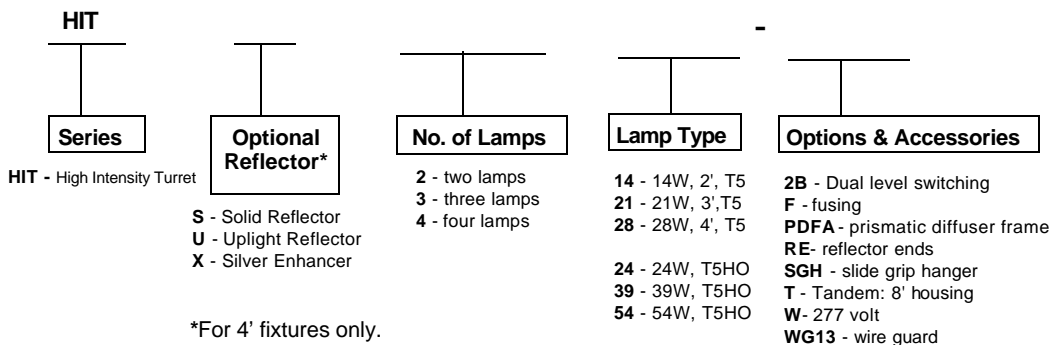 HIT
-
Series
HIT - High Intensity Turret
Optional
Reflector*
S - Solid Reflector
U - Uplight Reflector
X - Silver Enhancer
*For 4' fixtures only.
No. of Lamps
2 - two lamps
3 - three lamps
4 - four lamps
Lamp Type
14 - 14W, 2', T5
21 - 21W, 3',T5
28 - 28W, 4', T5
24 - 24W, T5HO
39 - 39W, T5HO
54 - 54W, T5HO
Options & Accessories
2B - Dual level switching
F - fusing
PDFA - prismatic diffuser frame
RE- reflector ends
SGH - slide grip hanger
T - Tandem: 8' housing
W- 277 volt
WG13 - wire guard